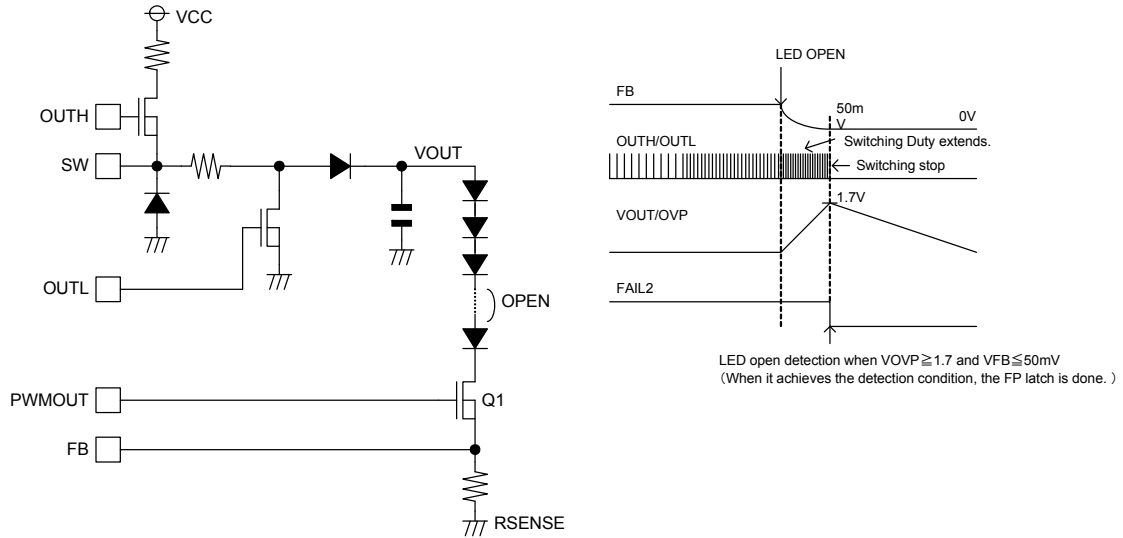 VCC
OUTH
SW
VOUT
OUTL
OPEN
PWMOUT
Q1
FB
RSENSE
LED OPEN
FB
50m
V
0V
OUTH/OUTL
Switching Duty extends.
Switching stop
1.7V
VOUT/OVP
FAIL2
LED open detection when VOVP≧1.7 and VFB≦50mV
（When it achieves the detection condition, the FP latch is done. ）